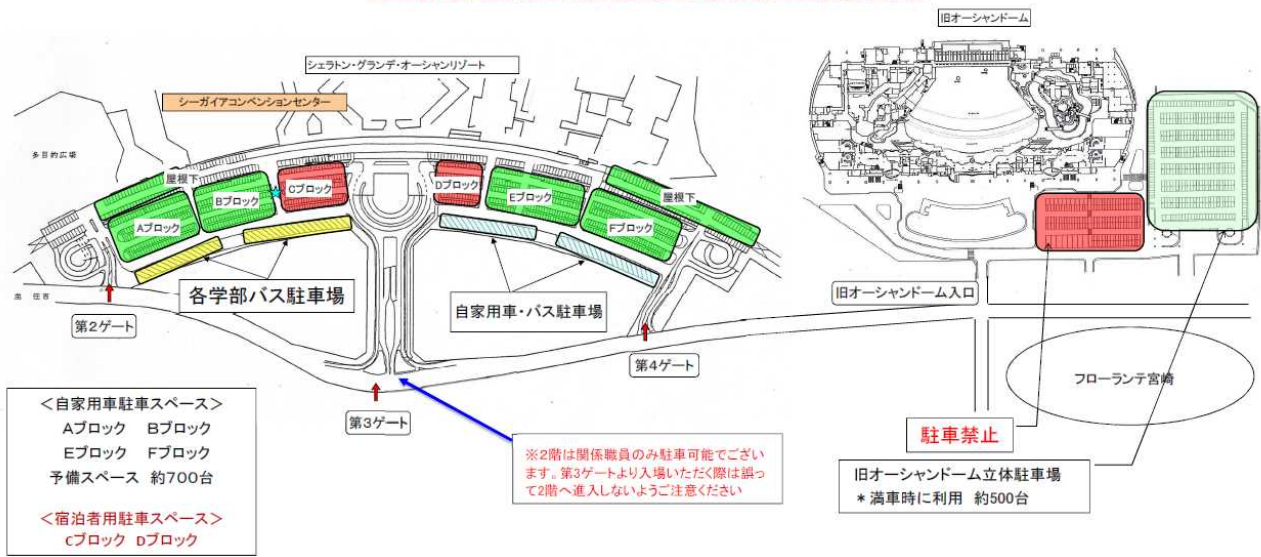 旧オーシャンドーム
シェラトン・グランデ・オーシャンリゾート
シーガイアコンベンションセンター
多目的広場
屋根下
Aブロック
Bブロック
Cブロック
Dブロック
Eブロック
Fブロック
屋根下
各学部バス駐車場
自家用車・バス駐車場
旧オーシャンドーム入口
第2ゲート
第4ゲート
第3ゲート
フローランテ宮崎
<自家用車駐車スペース>
Aブロック Bブロック
Eブロック Fブロック
予備スペース 約700台
<宿泊者用駐車スペース>
Cブロック Dブロック
※2階は関係職員のみ駐車可能でござい
ます。第3ゲートより入場いただく際は誤っ
て2階へ進入しないようご注意ください
駐車禁止
旧オーシャンドーム立体駐車場
*満車時に利用 約500台